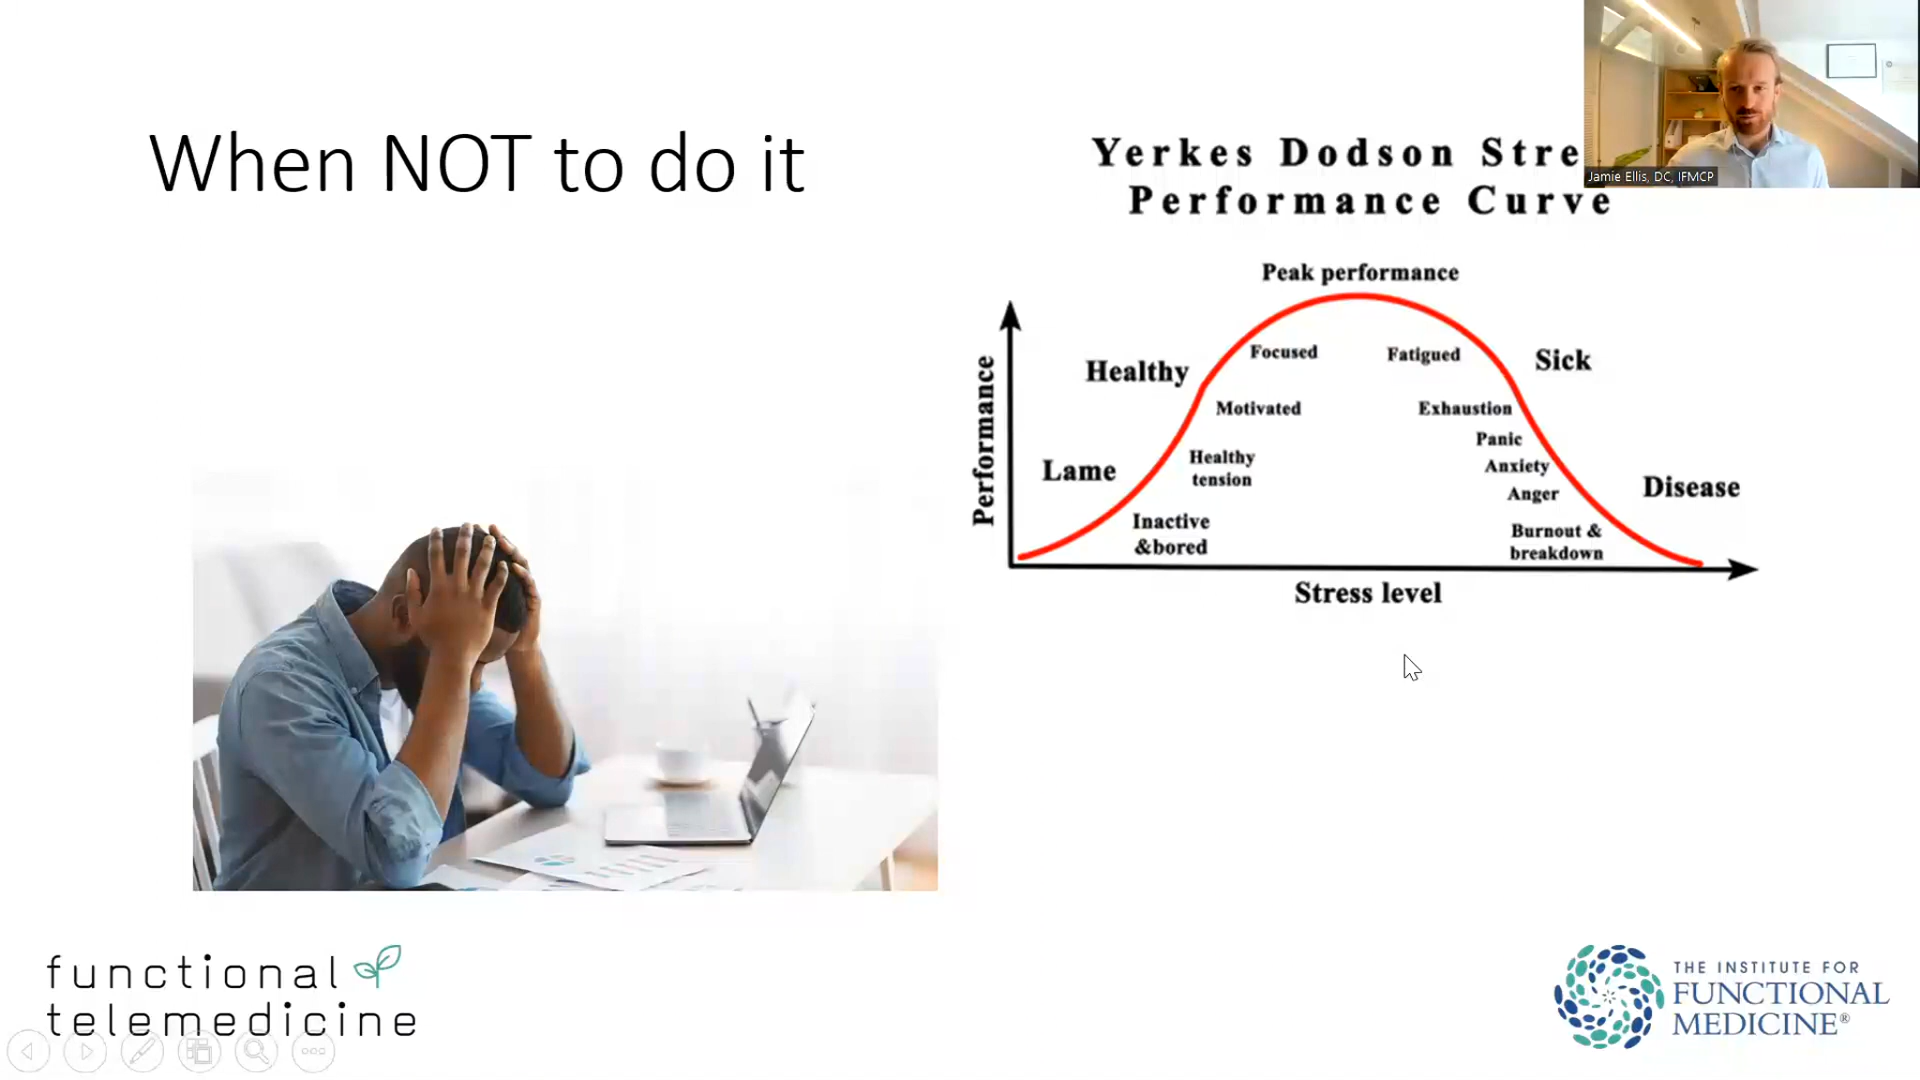 When NOT to do it
Yerkes Dodson Stre
Performance Curve
Jamie Ellis, DC, IFMCP
Peak performance
Performance
Healthy
Focused
Fatigued
Sick
Motivated
Exhaustion
Panic
Lame
Healthy
tension
Anxiety
Anger
Disease
Inactive
&bored
Burnout &
breakdown
Stress level
functional
telemedicine
THE INSTITUTE FOR
FUNCTIONAL
MEDICINE®